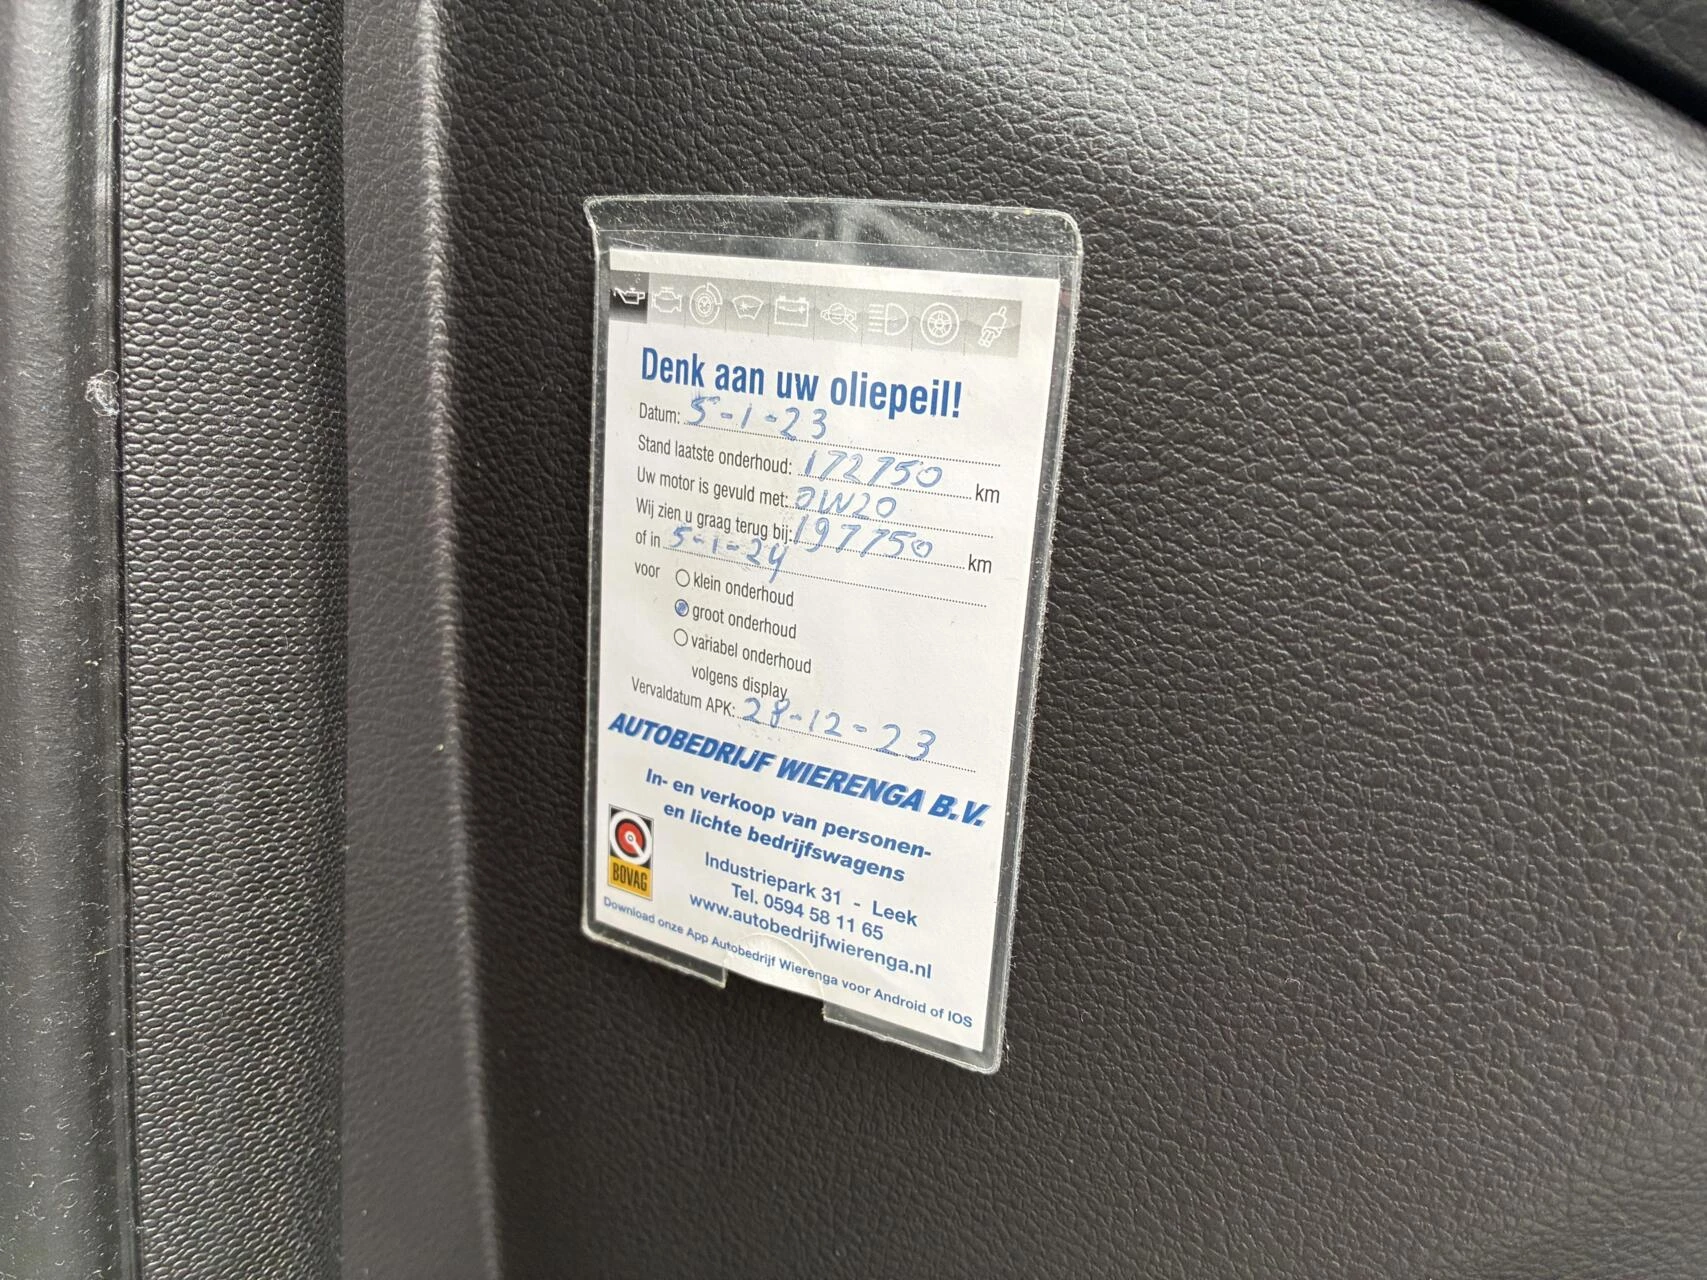 Denk aan uw oliepeil!
Datum: 5-1-23
Stand laatste onderhoud: 172750 km
Uw motor is gevuld met: 0W20
Wij zien u graag terug bij: 197750 km
of in 5-1-24
voor klein onderhoud
groot onderhoud
variabel onderhoud
volgens display
Vervaldatum APK: 28-12-23
AUTOBEDRIJF WIERENGA B.V.
In- en verkoop van personen-
en lichte bedrijfswagens
BOVAG
Industriepark 31 - Leek
Tel. 0594 58 11 65
www.autobedrijfwierenga.nl
Download onze App Autobedrijf Wierenga voor Android of IOS